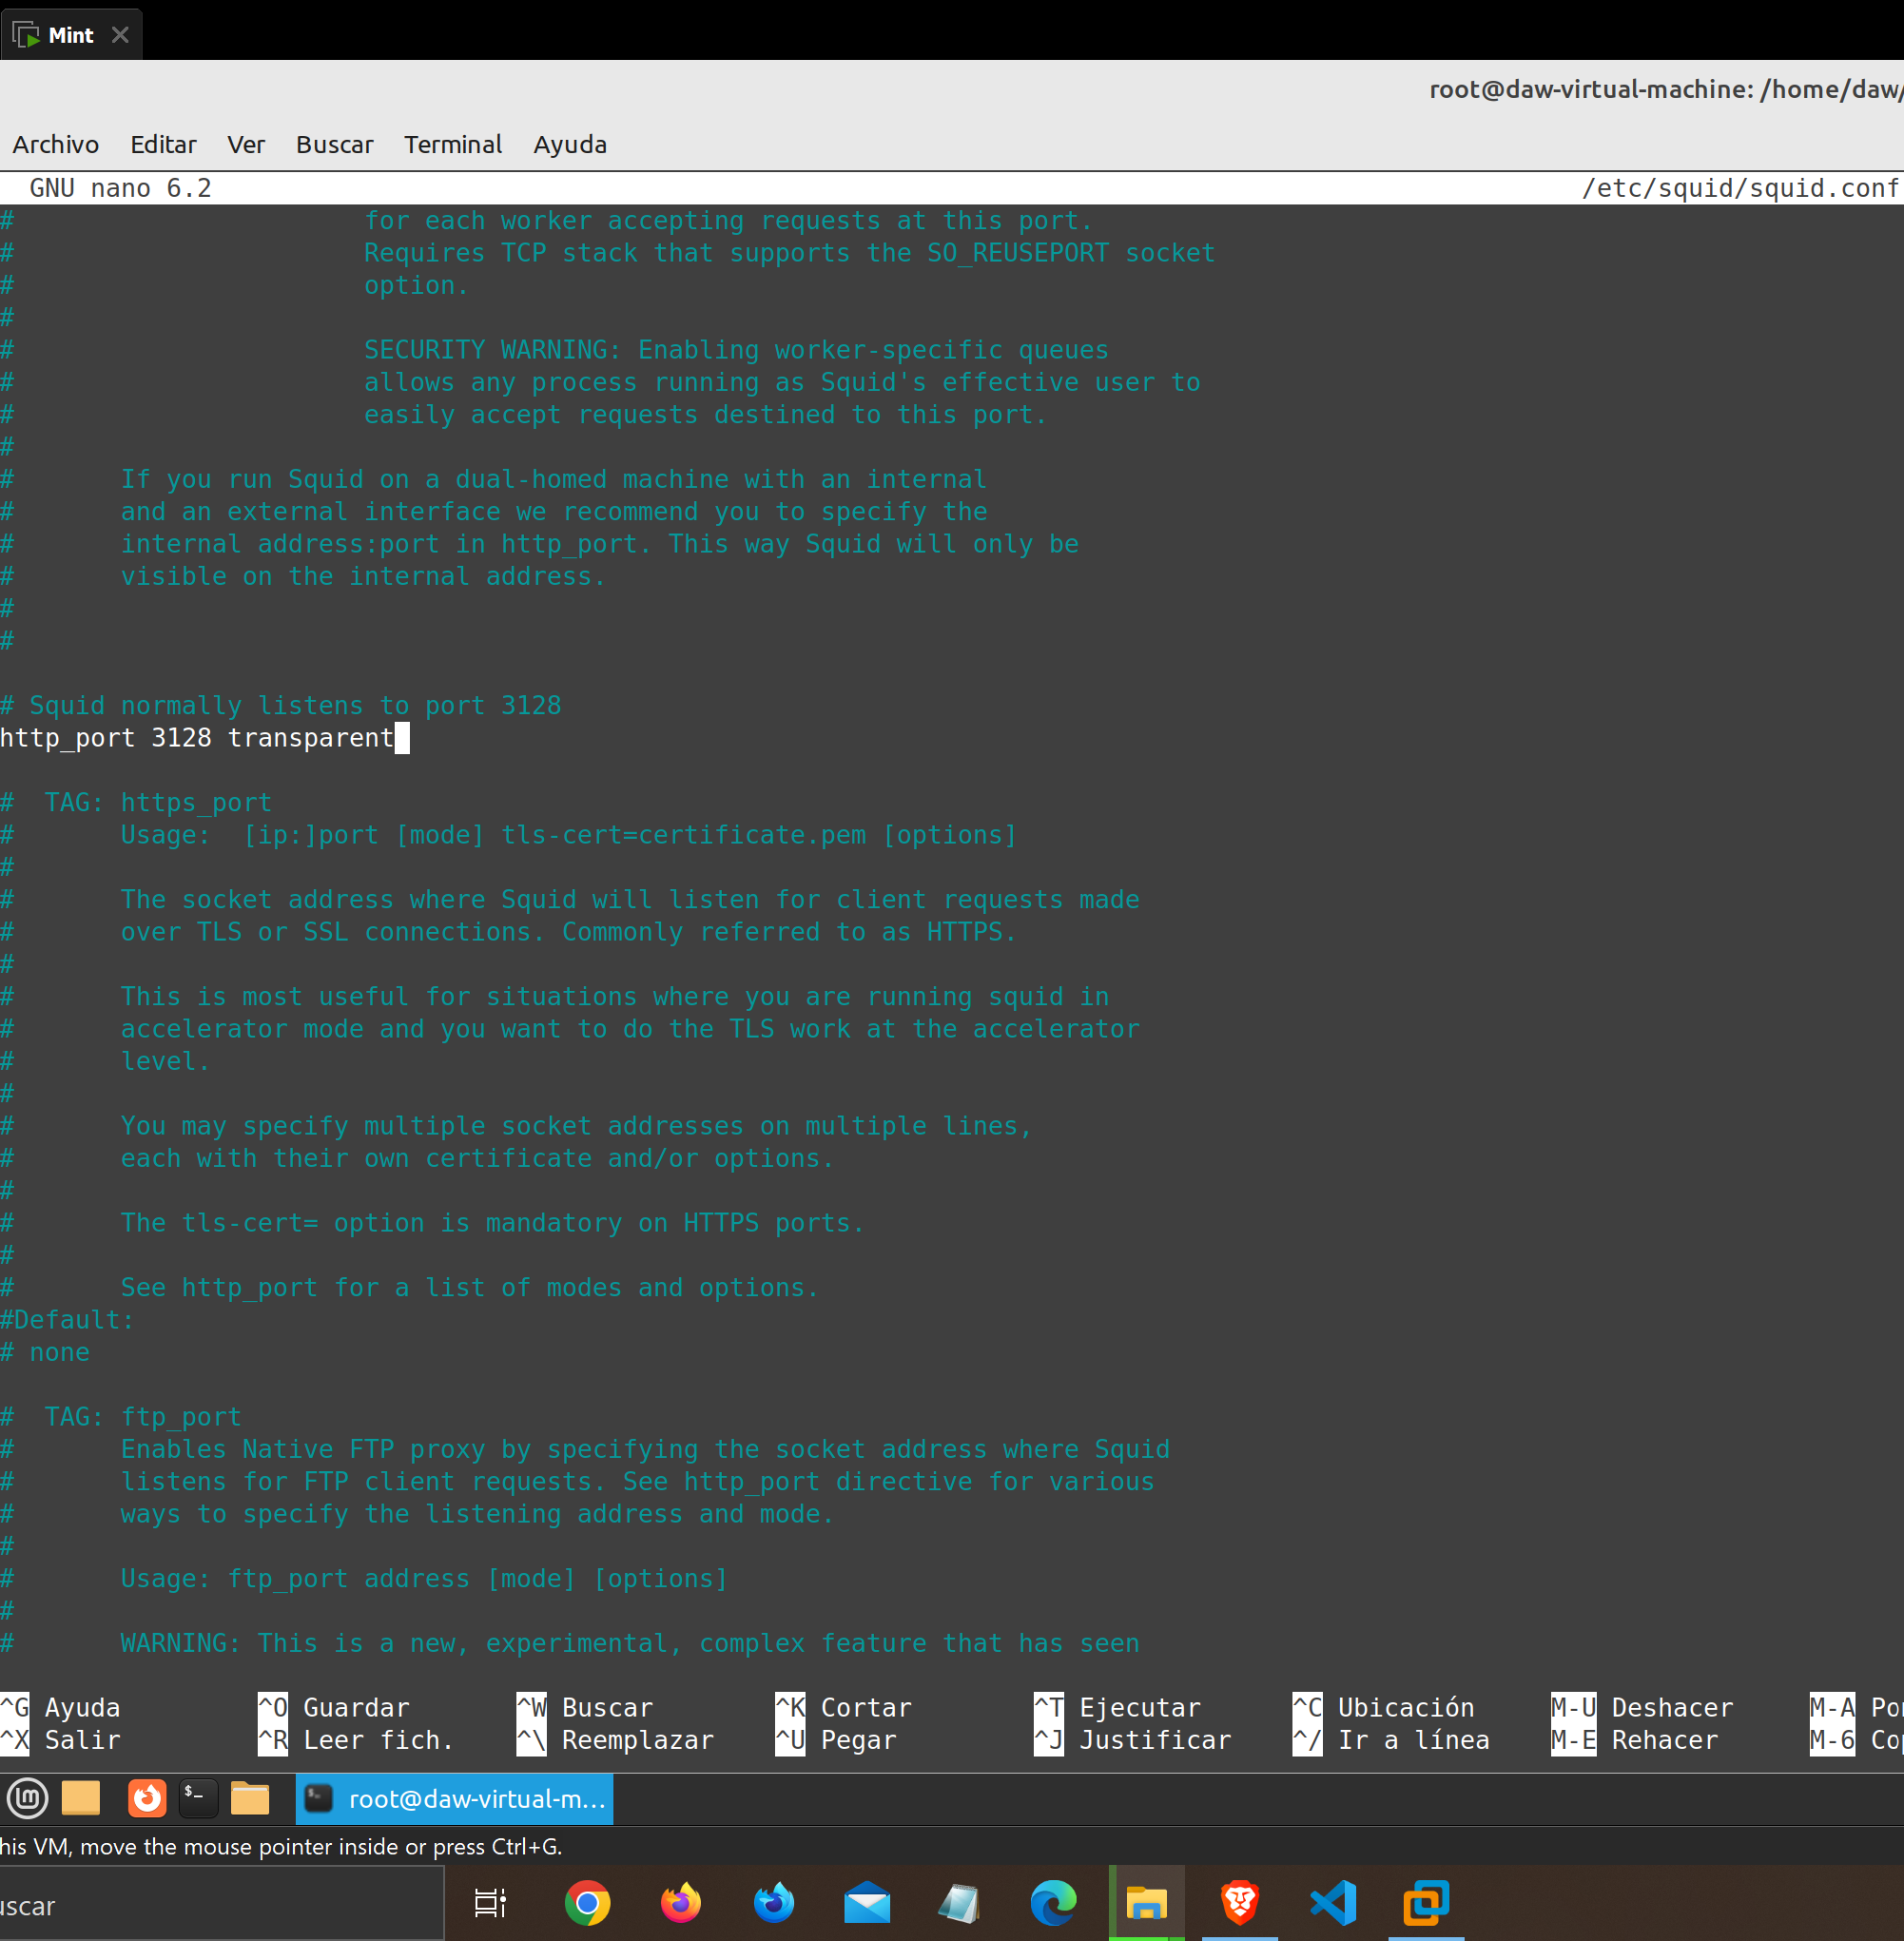 Mint
root@daw-virtual-machine: /home/daw/
Archivo Editar Ver Buscar Terminal Ayuda
GNU nano 6.2 /etc/squid/squid.conf
# for each worker accepting requests at this port.
# Requires TCP stack that supports the SO_REUSEPORT socket
# option.
#
# SECURITY WARNING: Enabling worker-specific queues
# allows any process running as Squid's effective user to
# easily accept requests destined to this port.
#
# If you run Squid on a dual-homed machine with an internal
# and an external interface we recommend you to specify the
# internal address:port in http_port. This way Squid will only be
# visible on the internal address.
#
#
# Squid normally listens to port 3128
http_port 3128 transparent
# TAG: https_port
# Usage: [ip:]port [mode] tls-cert=certificate.pem [options]
#
# The socket address where Squid will listen for client requests made
# over TLS or SSL connections. Commonly referred to as HTTPS.
#
# This is most useful for situations where you are running squid in
# accelerator mode and you want to do the TLS work at the accelerator
# level.
#
# You may specify multiple socket addresses on multiple lines,
# each with their own certificate and/or options.
#
# The tls-cert= option is mandatory on HTTPS ports.
#
# See http_port for a list of modes and options.
#Default:
# none
# TAG: ftp_port
# Enables Native FTP proxy by specifying the socket address where Squid
# listens for FTP client requests. See http_port directive for various
# ways to specify the listening address and mode.
#
# Usage: ftp_port address [mode] [options]
#
# WARNING: This is a new, experimental, complex feature that has seen
^G Ayuda ^O Guardar ^W Buscar ^K Cortar ^T Ejecutar ^C Ubicación M-U Deshacer M-A
^X Salir ^R Leer fich. ^\ Reemplazar ^U Pegar ^J Justificar ^/ Ir a línea M-E Rehacer M-6
root@daw-virtual-m...
his VM, move the mouse pointer inside or press Ctrl+G.
uscar